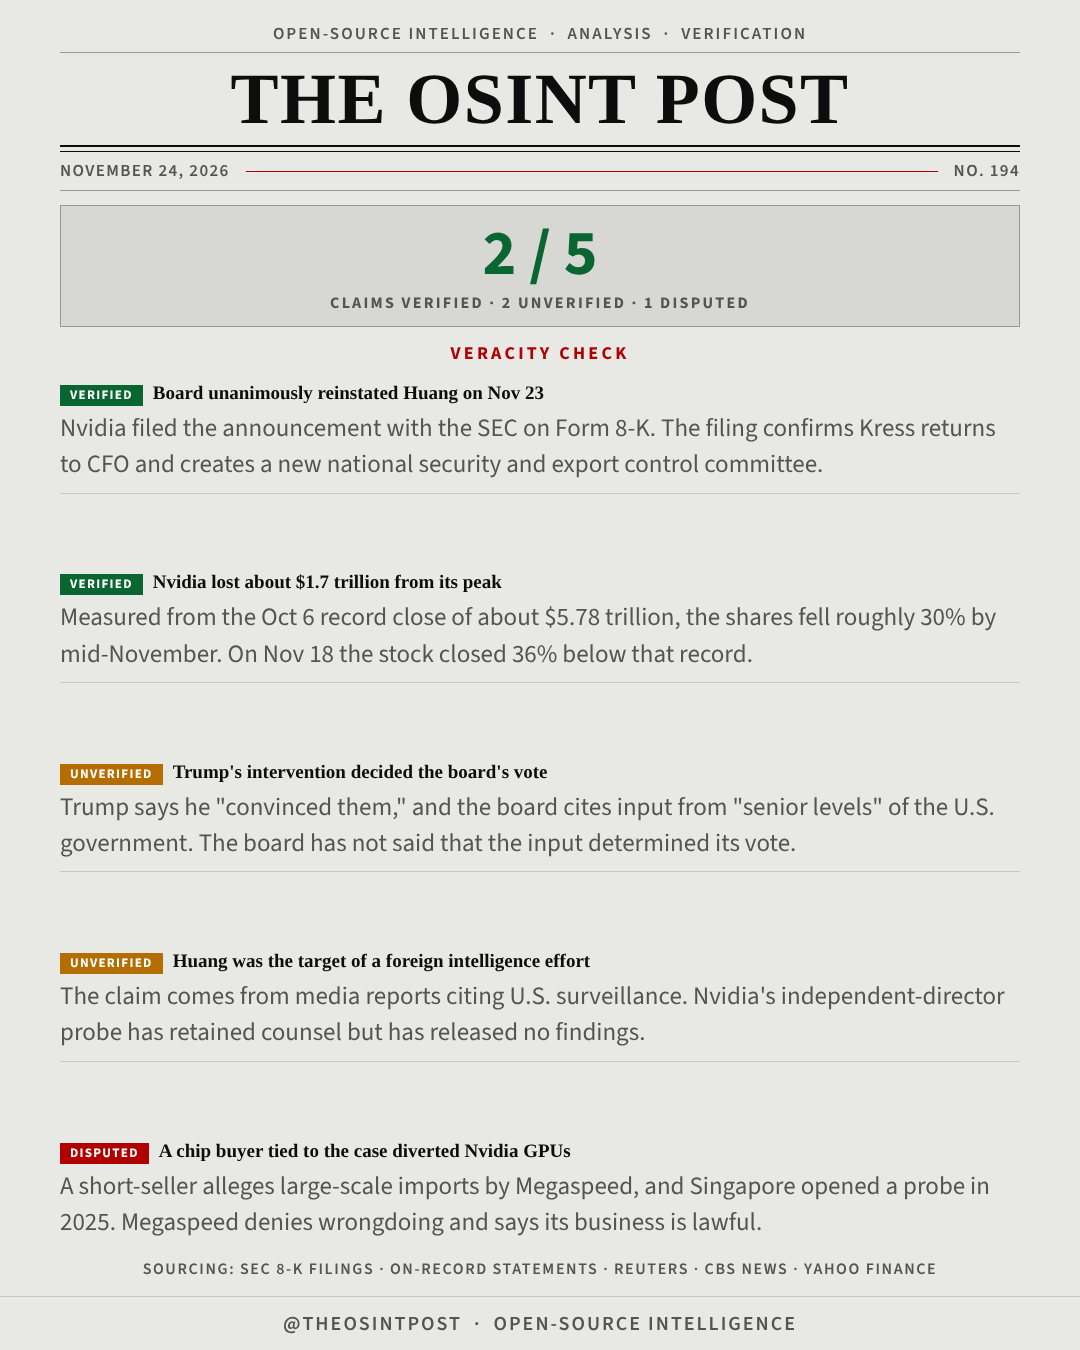 OPEN-SOURCE INTELLIGENCE · ANALYSIS · VERIFICATION
THE OSINT POST
NOVEMBER 24, 2026 NO. 194
2 / 5
CLAIMS VERIFIED · 2 UNVERIFIED · 1 DISPUTED
VERACITY CHECK
VERIFIED Board unanimously reinstated Huang on Nov 23
Nvidia filed the announcement with the SEC on Form 8-K. The filing confirms Kress returns
to CFO and creates a new national security and export control committee.
VERIFIED Nvidia lost about $1.7 trillion from its peak
Measured from the Oct 6 record close of about $5.78 trillion, the shares fell roughly 30% by
mid-November. On Nov 18 the stock closed 36% below that record.
UNVERIFIED Trump's intervention decided the board's vote
Trump says he "convinced them," and the board cites input from "senior levels" of the U.S.
government. The board has not said that the input determined its vote.
UNVERIFIED Huang was the target of a foreign intelligence effort
The claim comes from media reports citing U.S. surveillance. Nvidia's independent-director
probe has retained counsel but has released no findings.
DISPUTED A chip buyer tied to the case diverted Nvidia GPUs
A short-seller alleges large-scale imports by Megaspeed, and Singapore opened a probe in
2025. Megaspeed denies wrongdoing and says its business is lawful.
SOURCING: SEC 8-K FILINGS · ON-RECORD STATEMENTS · REUTERS · CBS NEWS · YAHOO FINANCE
@THEOSINTPOST · OPEN-SOURCE INTELLIGENCE